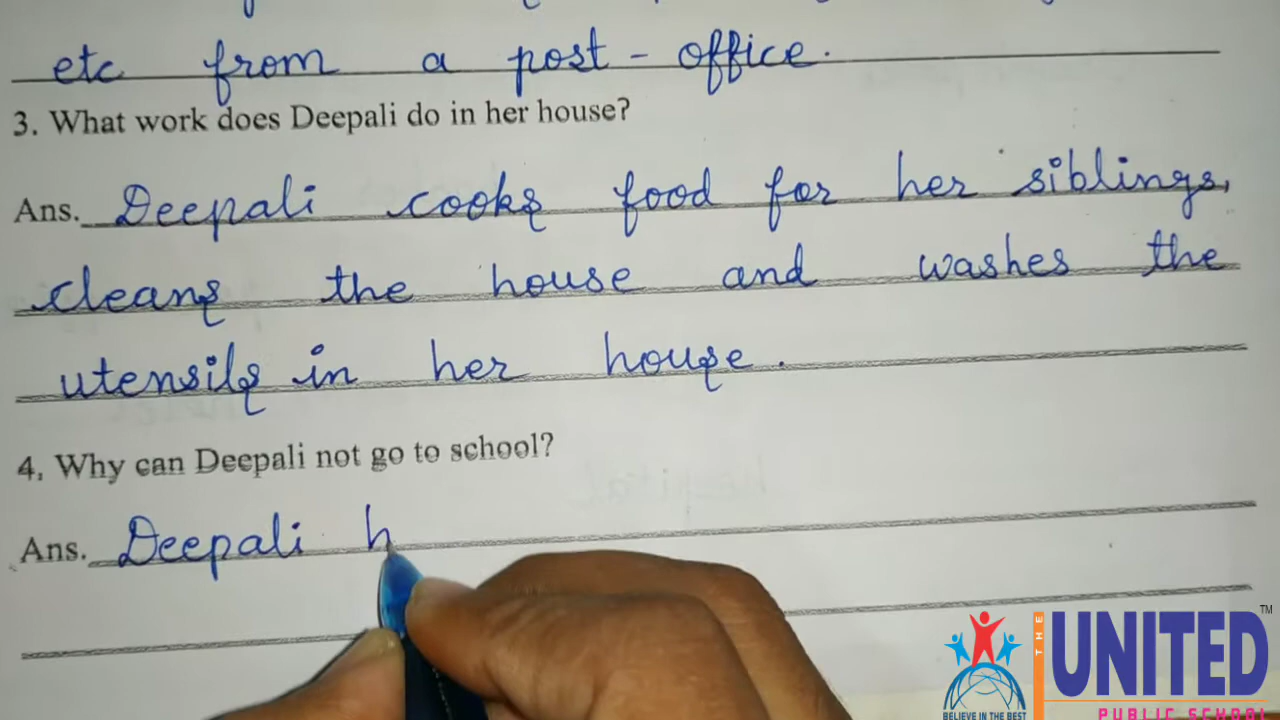 etc from a post - office.
3. What work does Deepali do in her house?
Ans. Deepali cooks food for her siblings,
cleans the house and washes the
utensils in her house.
4. Why can Deepali not go to school?
Ans. Deepali h
THE UNITED TM
PUBLIC SCHOOL
BELIEVE IN THE BEST